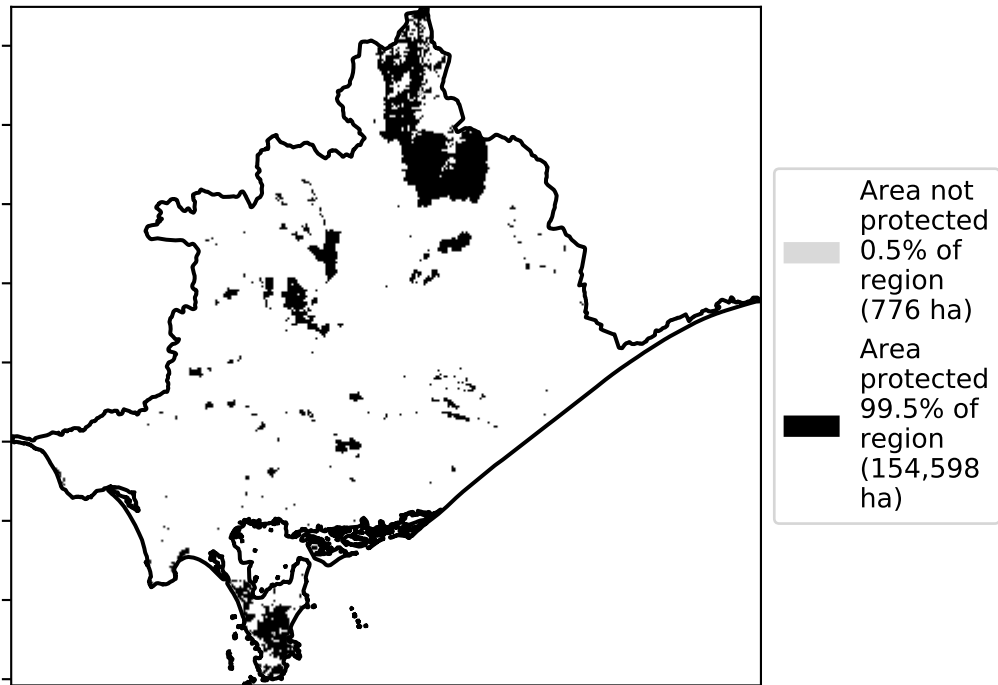 Area not
protected
0.5% of
region
(776 ha)
Area
protected
99.5% of
region
(154,598
ha)